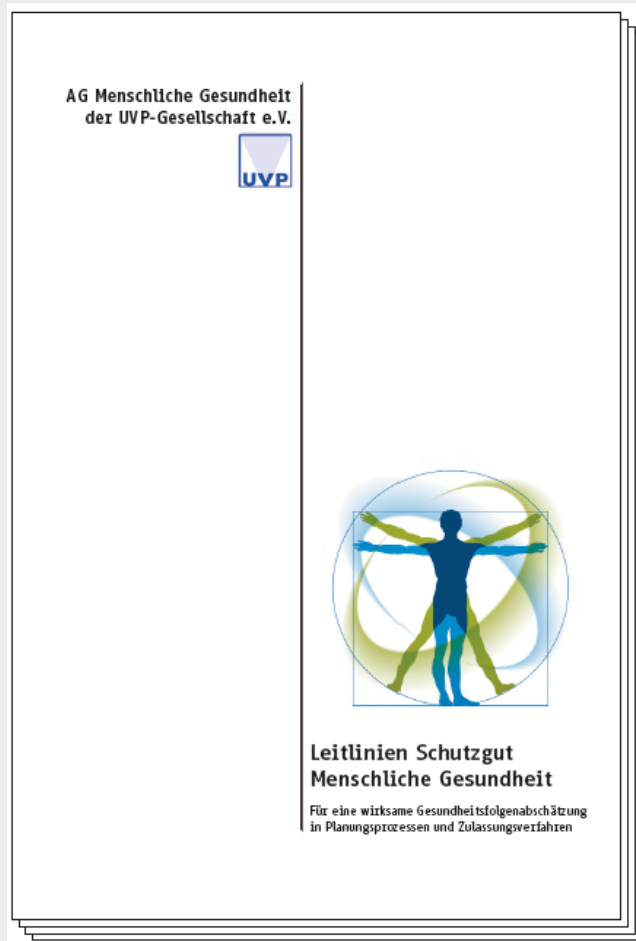 AG Menschliche Gesundheit
der UVP-Gesellschaft e.V.
UVP
Leitlinien Schutzgut
Menschliche Gesundheit
Für eine wirksame Gesundheitsfolgenabschätzung
in Planungsprozessen und Zulassungsverfahren